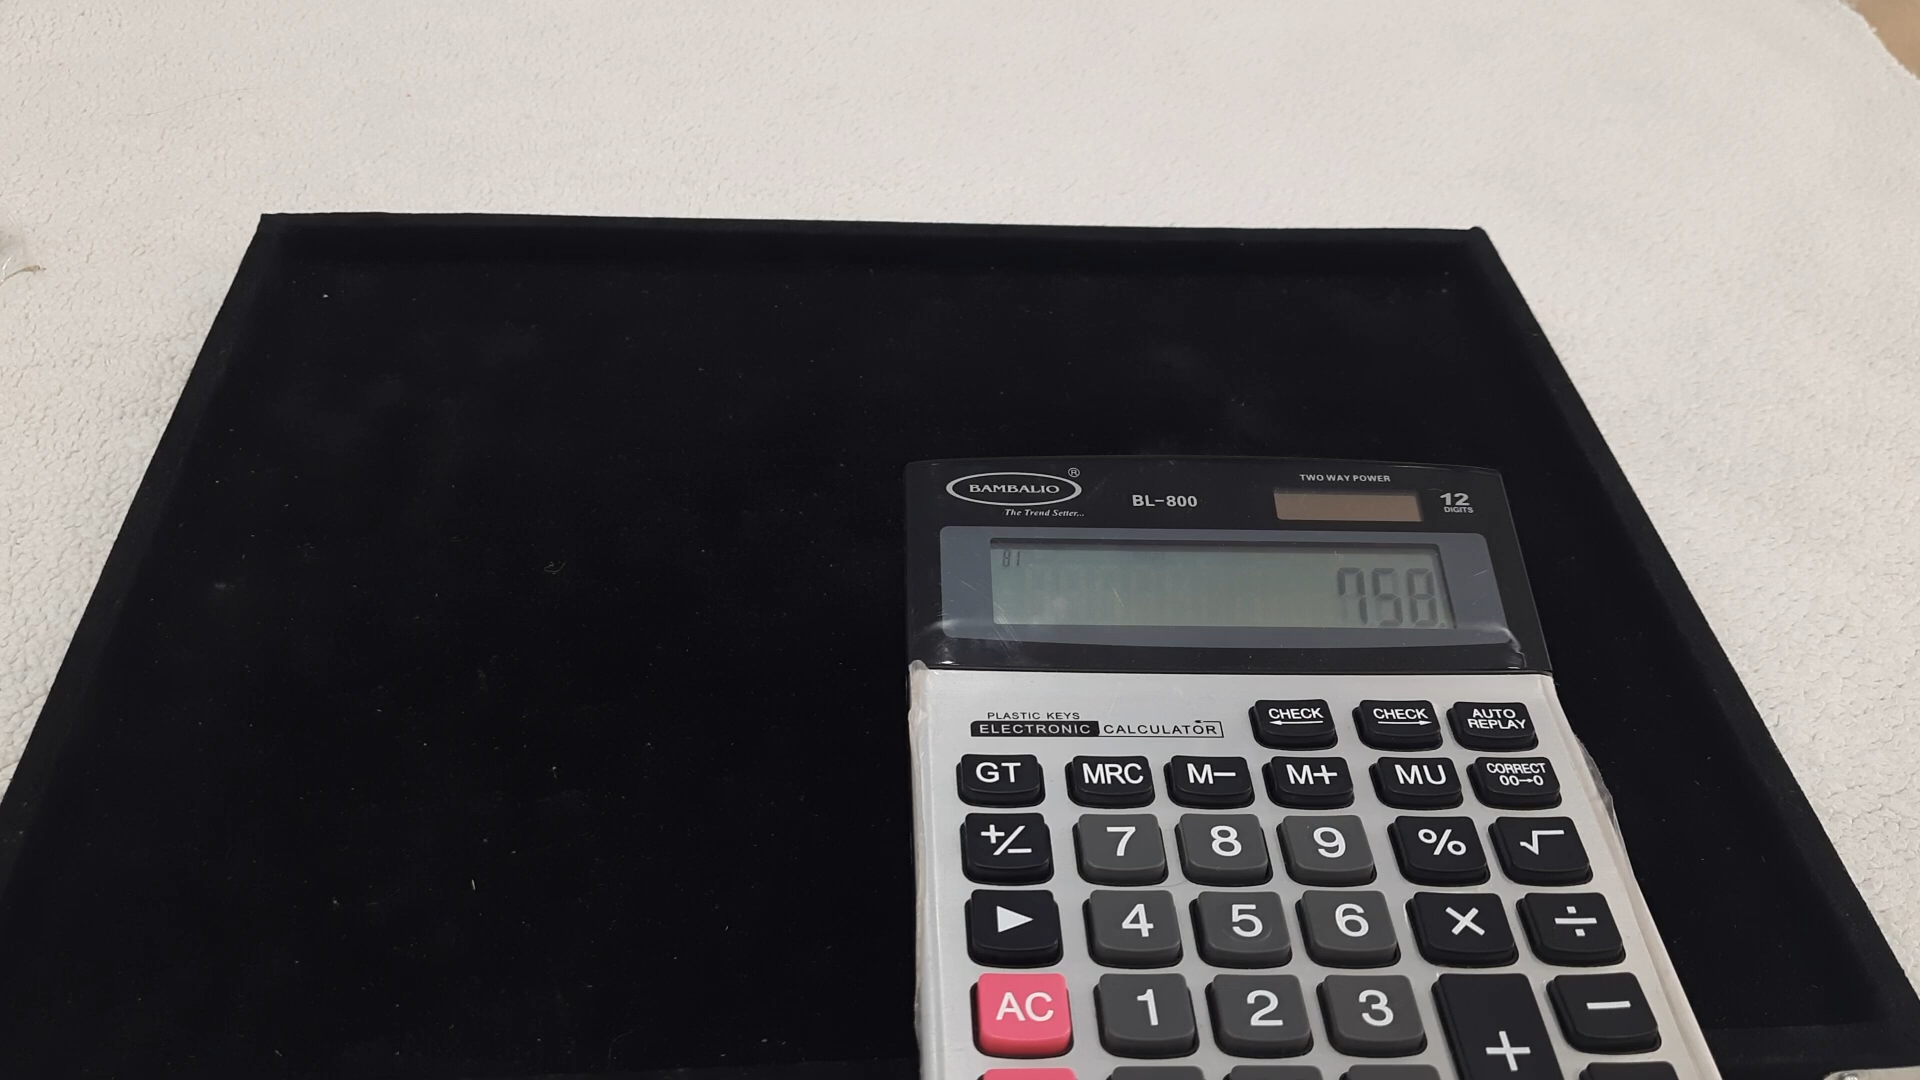 BAMBALIO ®
The Trend Setter...
BL-800
TWO WAY POWER
12
DIGITS
81
758.
PLASTIC KEYS
ELECTRONIC CALCULATOR
CHECK
CHECK
AUTO
REPLAY
GT MRC M− M+ MU CORRECT
00→0
+/− 7 8 9 % √
▶ 4 5 6 × ÷
AC 1 2 3 + −